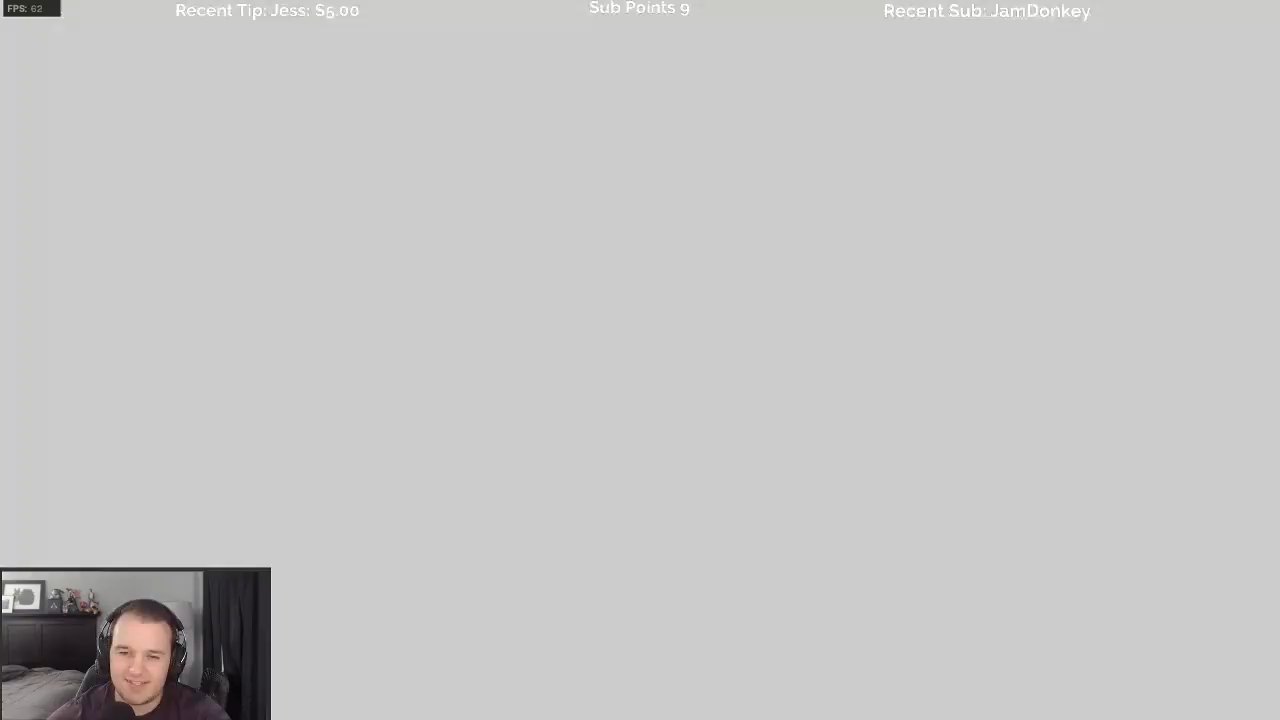 FPS: 62
Recent Tip: Jess: $5.00
Sub Points 9
Recent Sub: JamDonkey